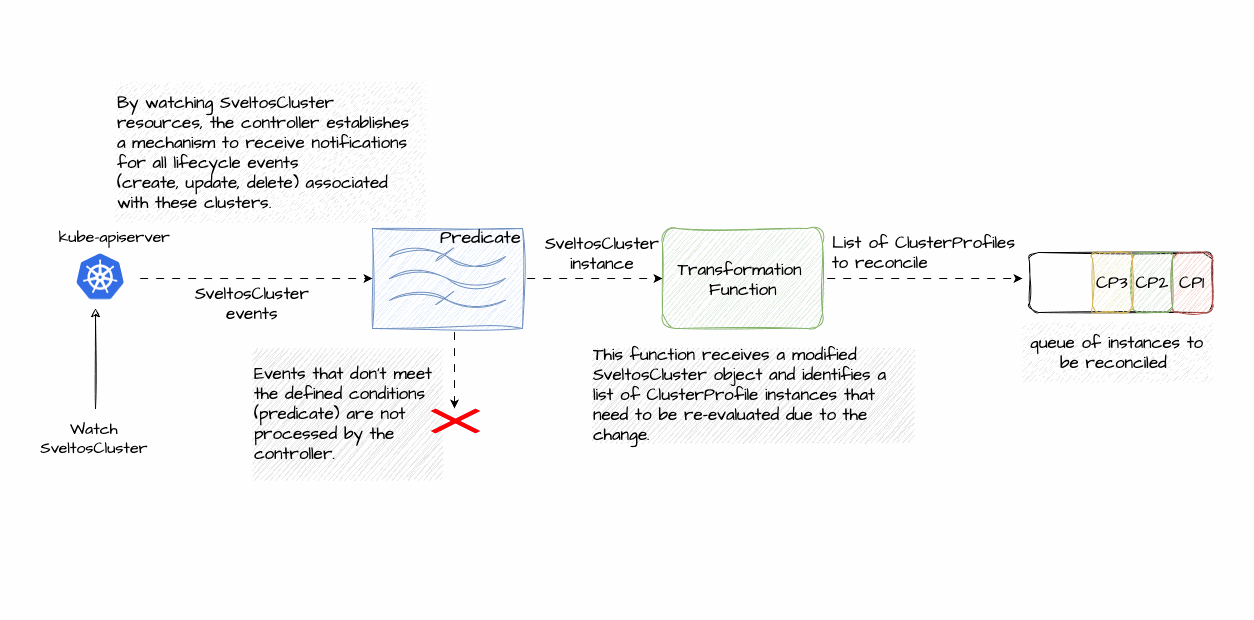 By watching SveltosCluster
resources, the controller establishes
a mechanism to receive notifications
for all lifecycle events
(create, update, delete) associated
with these clusters.
kube-apiserver
SveltosCluster
events
Watch
SveltosCluster
Predicate
Events that don't meet
the defined conditions
(predicate) are not
processed by the
controller.
SveltosCluster
instance
Transformation
Function
This function receives a modified
SveltosCluster object and identifies a
list of ClusterProfile instances that
need to be re-evaluated due to the
change.
List of ClusterProfiles
to reconcile
CP3 CP2 CP1
queue of instances to
be reconciled